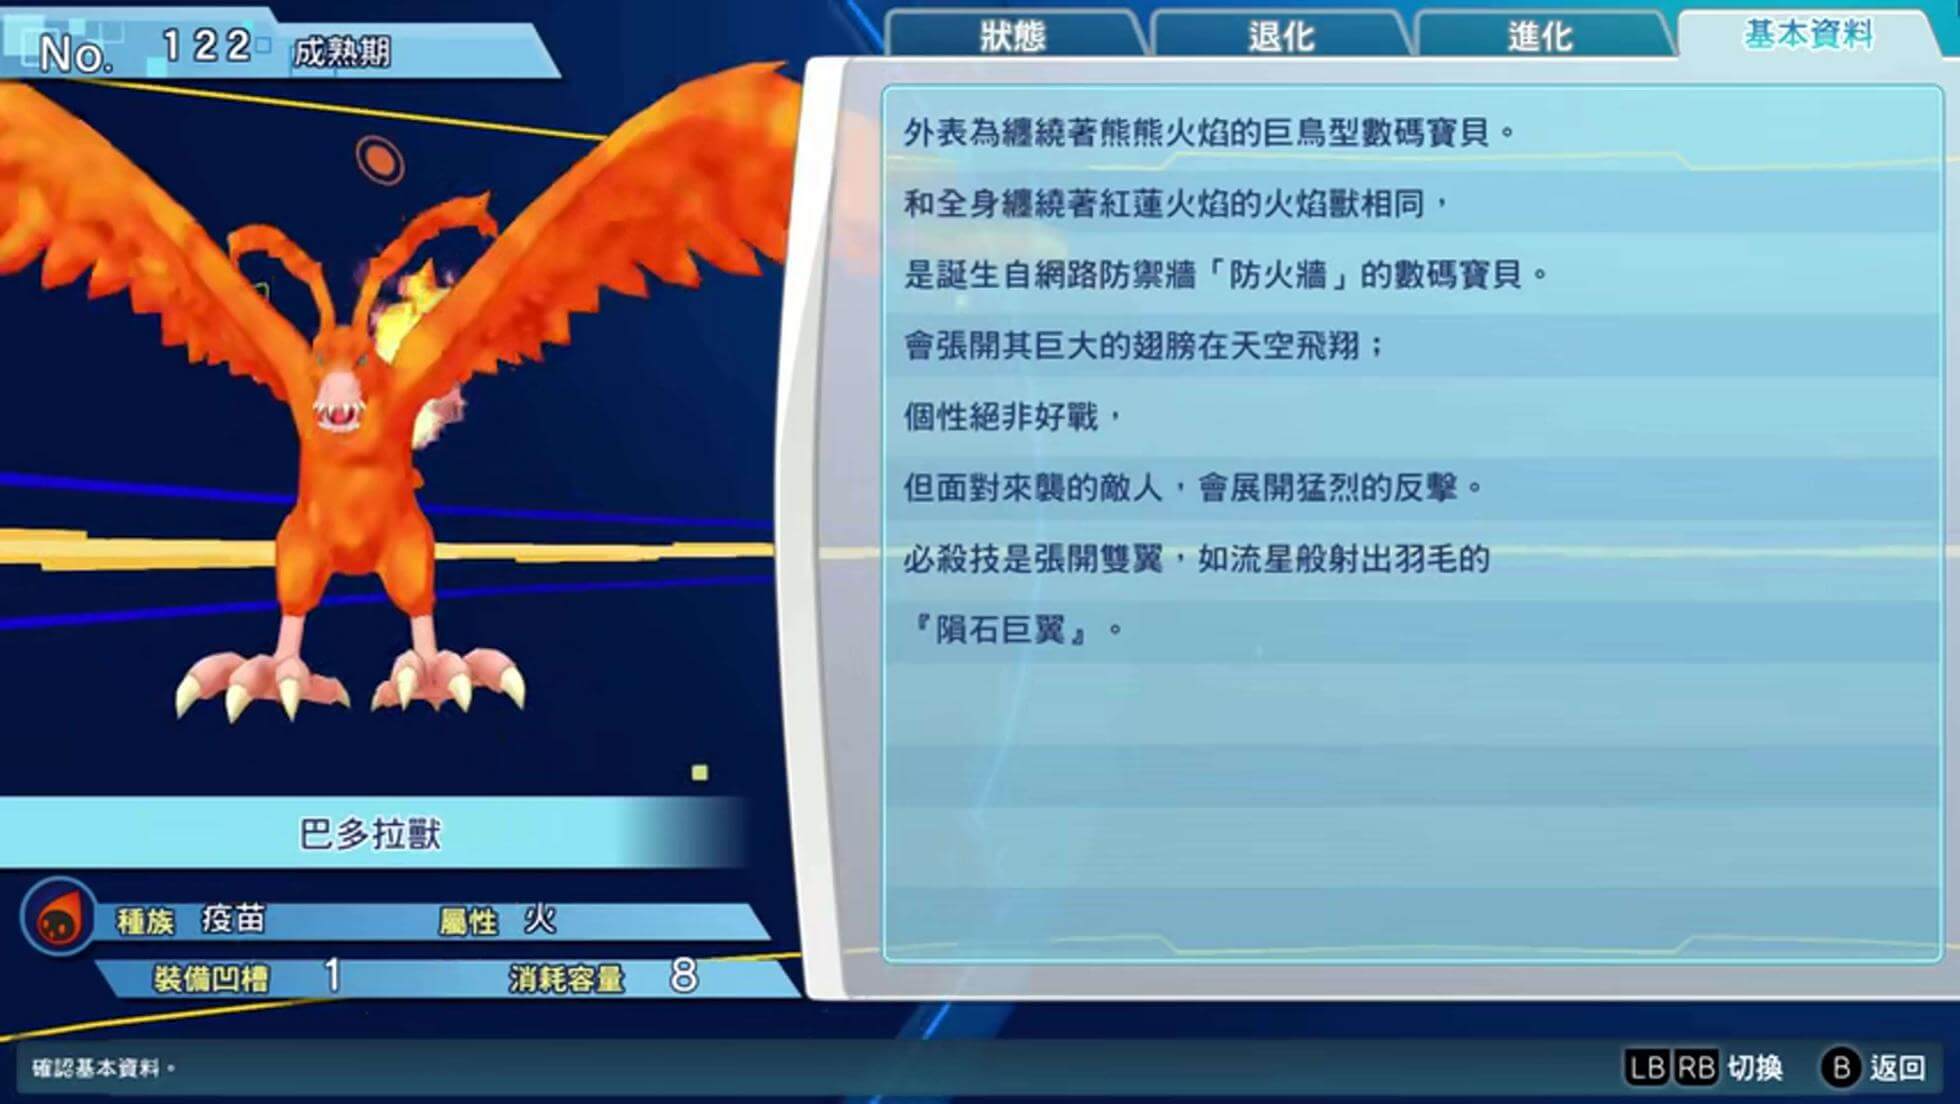 No. 122 成熟期
狀態 退化 進化 基本資料
外表為纏繞著熊熊火焰的巨鳥型數碼寶貝。
和全身纏繞著紅蓮火焰的火焰獸相同，
是誕生自網路防禦牆「防火牆」的數碼寶貝。
會張開其巨大的翅膀在天空飛翔；
個性絕非好戰，
但面對來襲的敵人，會展開猛烈的反擊。
必殺技是張開雙翼，如流星般射出羽毛的
『隕石巨翼』。
巴多拉獸
種族 疫苗 屬性 火
裝備凹槽 1 消耗容量 8
確認基本資料。
LB RB 切換 B 返回